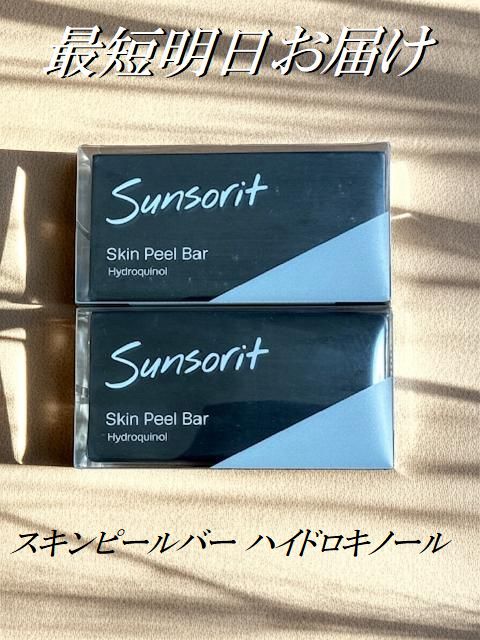 最短明日お届け
Sunsorit
Skin Peel Bar
Hydroquinol
Sunsorit
Skin Peel Bar
Hydroquinol
スキンピールバー ハイドロキノール